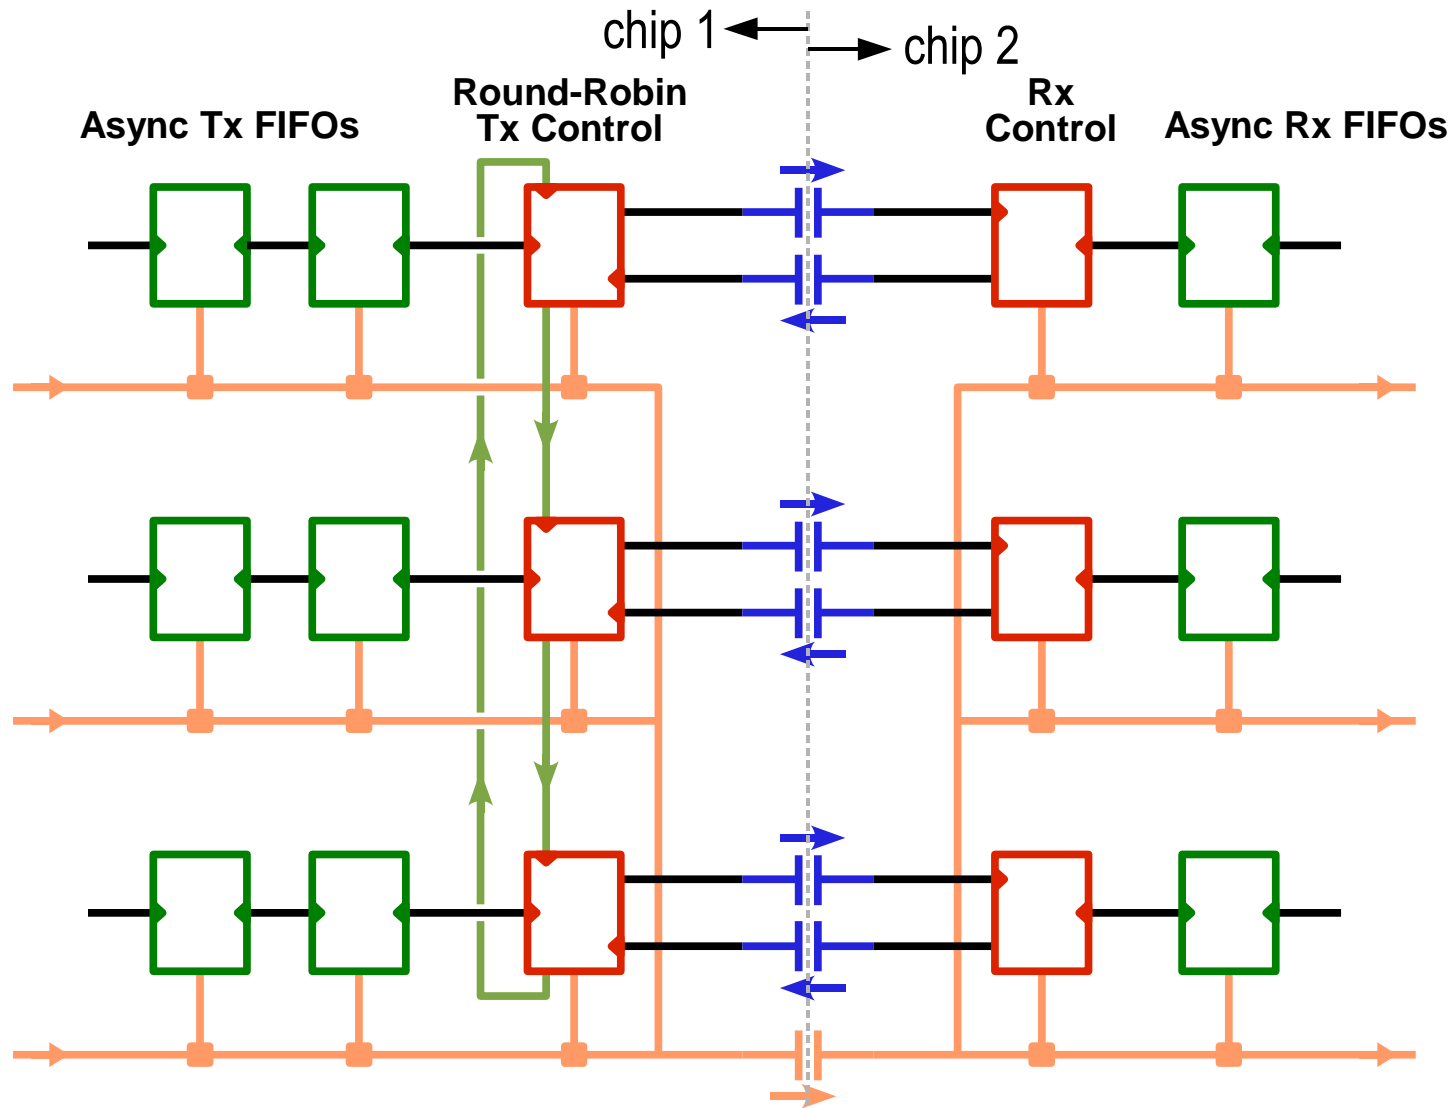 chip 1
chip 2
Async Tx FIFOs
Round-Robin
Tx Control
Rx
Control
Async Rx FIFOs